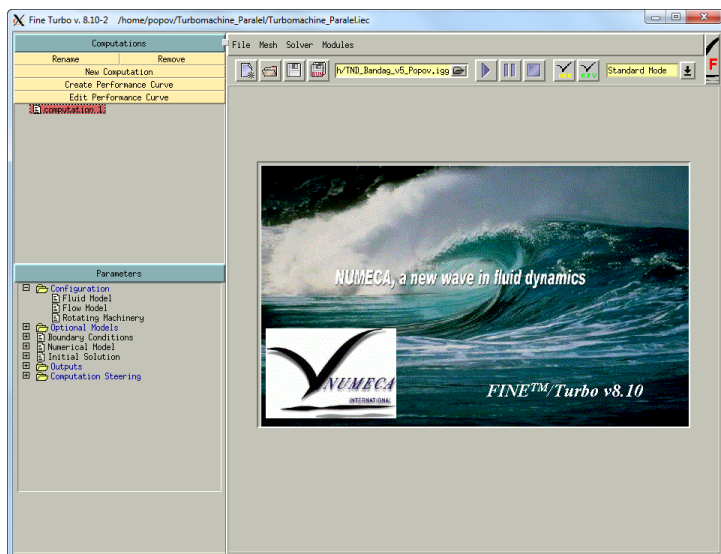 Fine Turbo v. 8.10-2 /home/popov/Turbomachine_Paralel/Turbomachine_Paralel.iec
Computations
Rename Remove
New Computation
Create Performance Curve
Edit Performance Curve
computation_1
File Mesh Solver Modules
h/TND_Bandag_v5_Popov.igg
Standard Mode
F
NUMECA, a new wave in fluid dynamics
NUMECA
INTERNATIONAL
FINE™/Turbo v8.10
Parameters
Configuration
Fluid Model
Flow Model
Rotating Machinery
Optional Models
Boundary Conditions
Numerical Model
Initial Solution
Outputs
Computation Steering